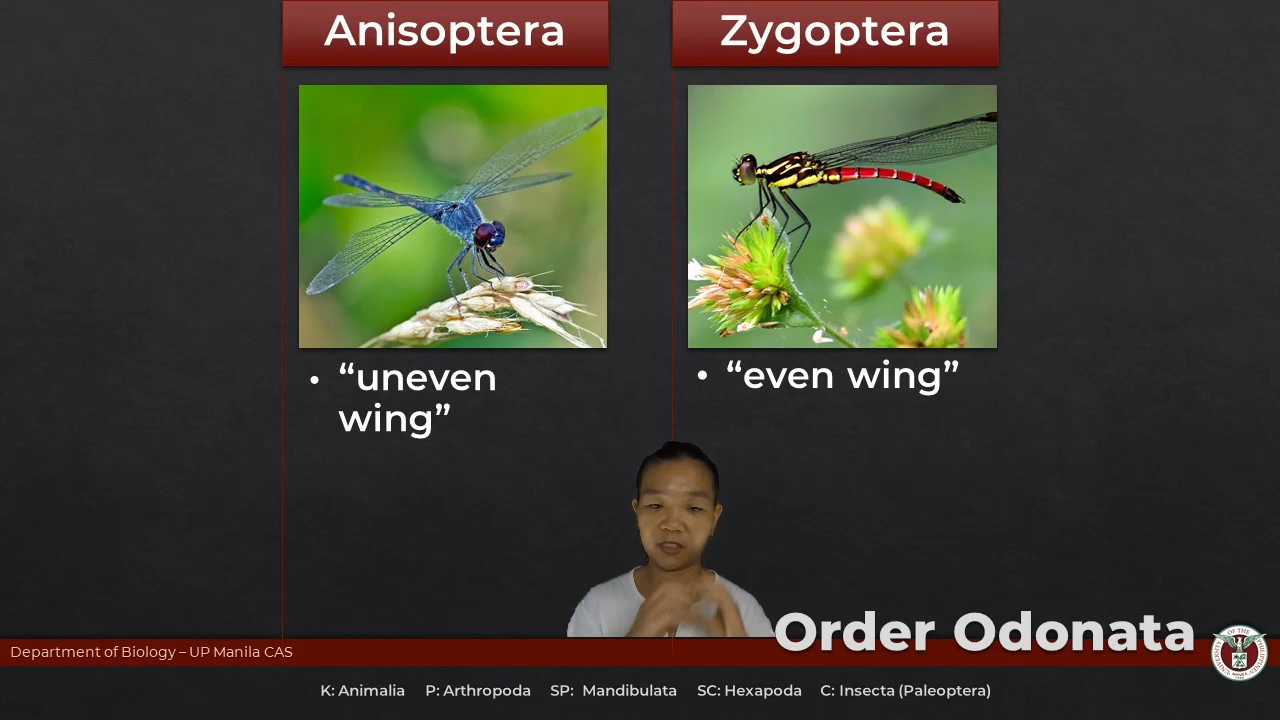 Anisoptera
Zygoptera
• “uneven
wing”
• “even wing”
Order Odonata
Department of Biology – UP Manila CAS
K: Animalia P: Arthropoda SP: Mandibulata SC: Hexapoda C: Insecta (Paleoptera)